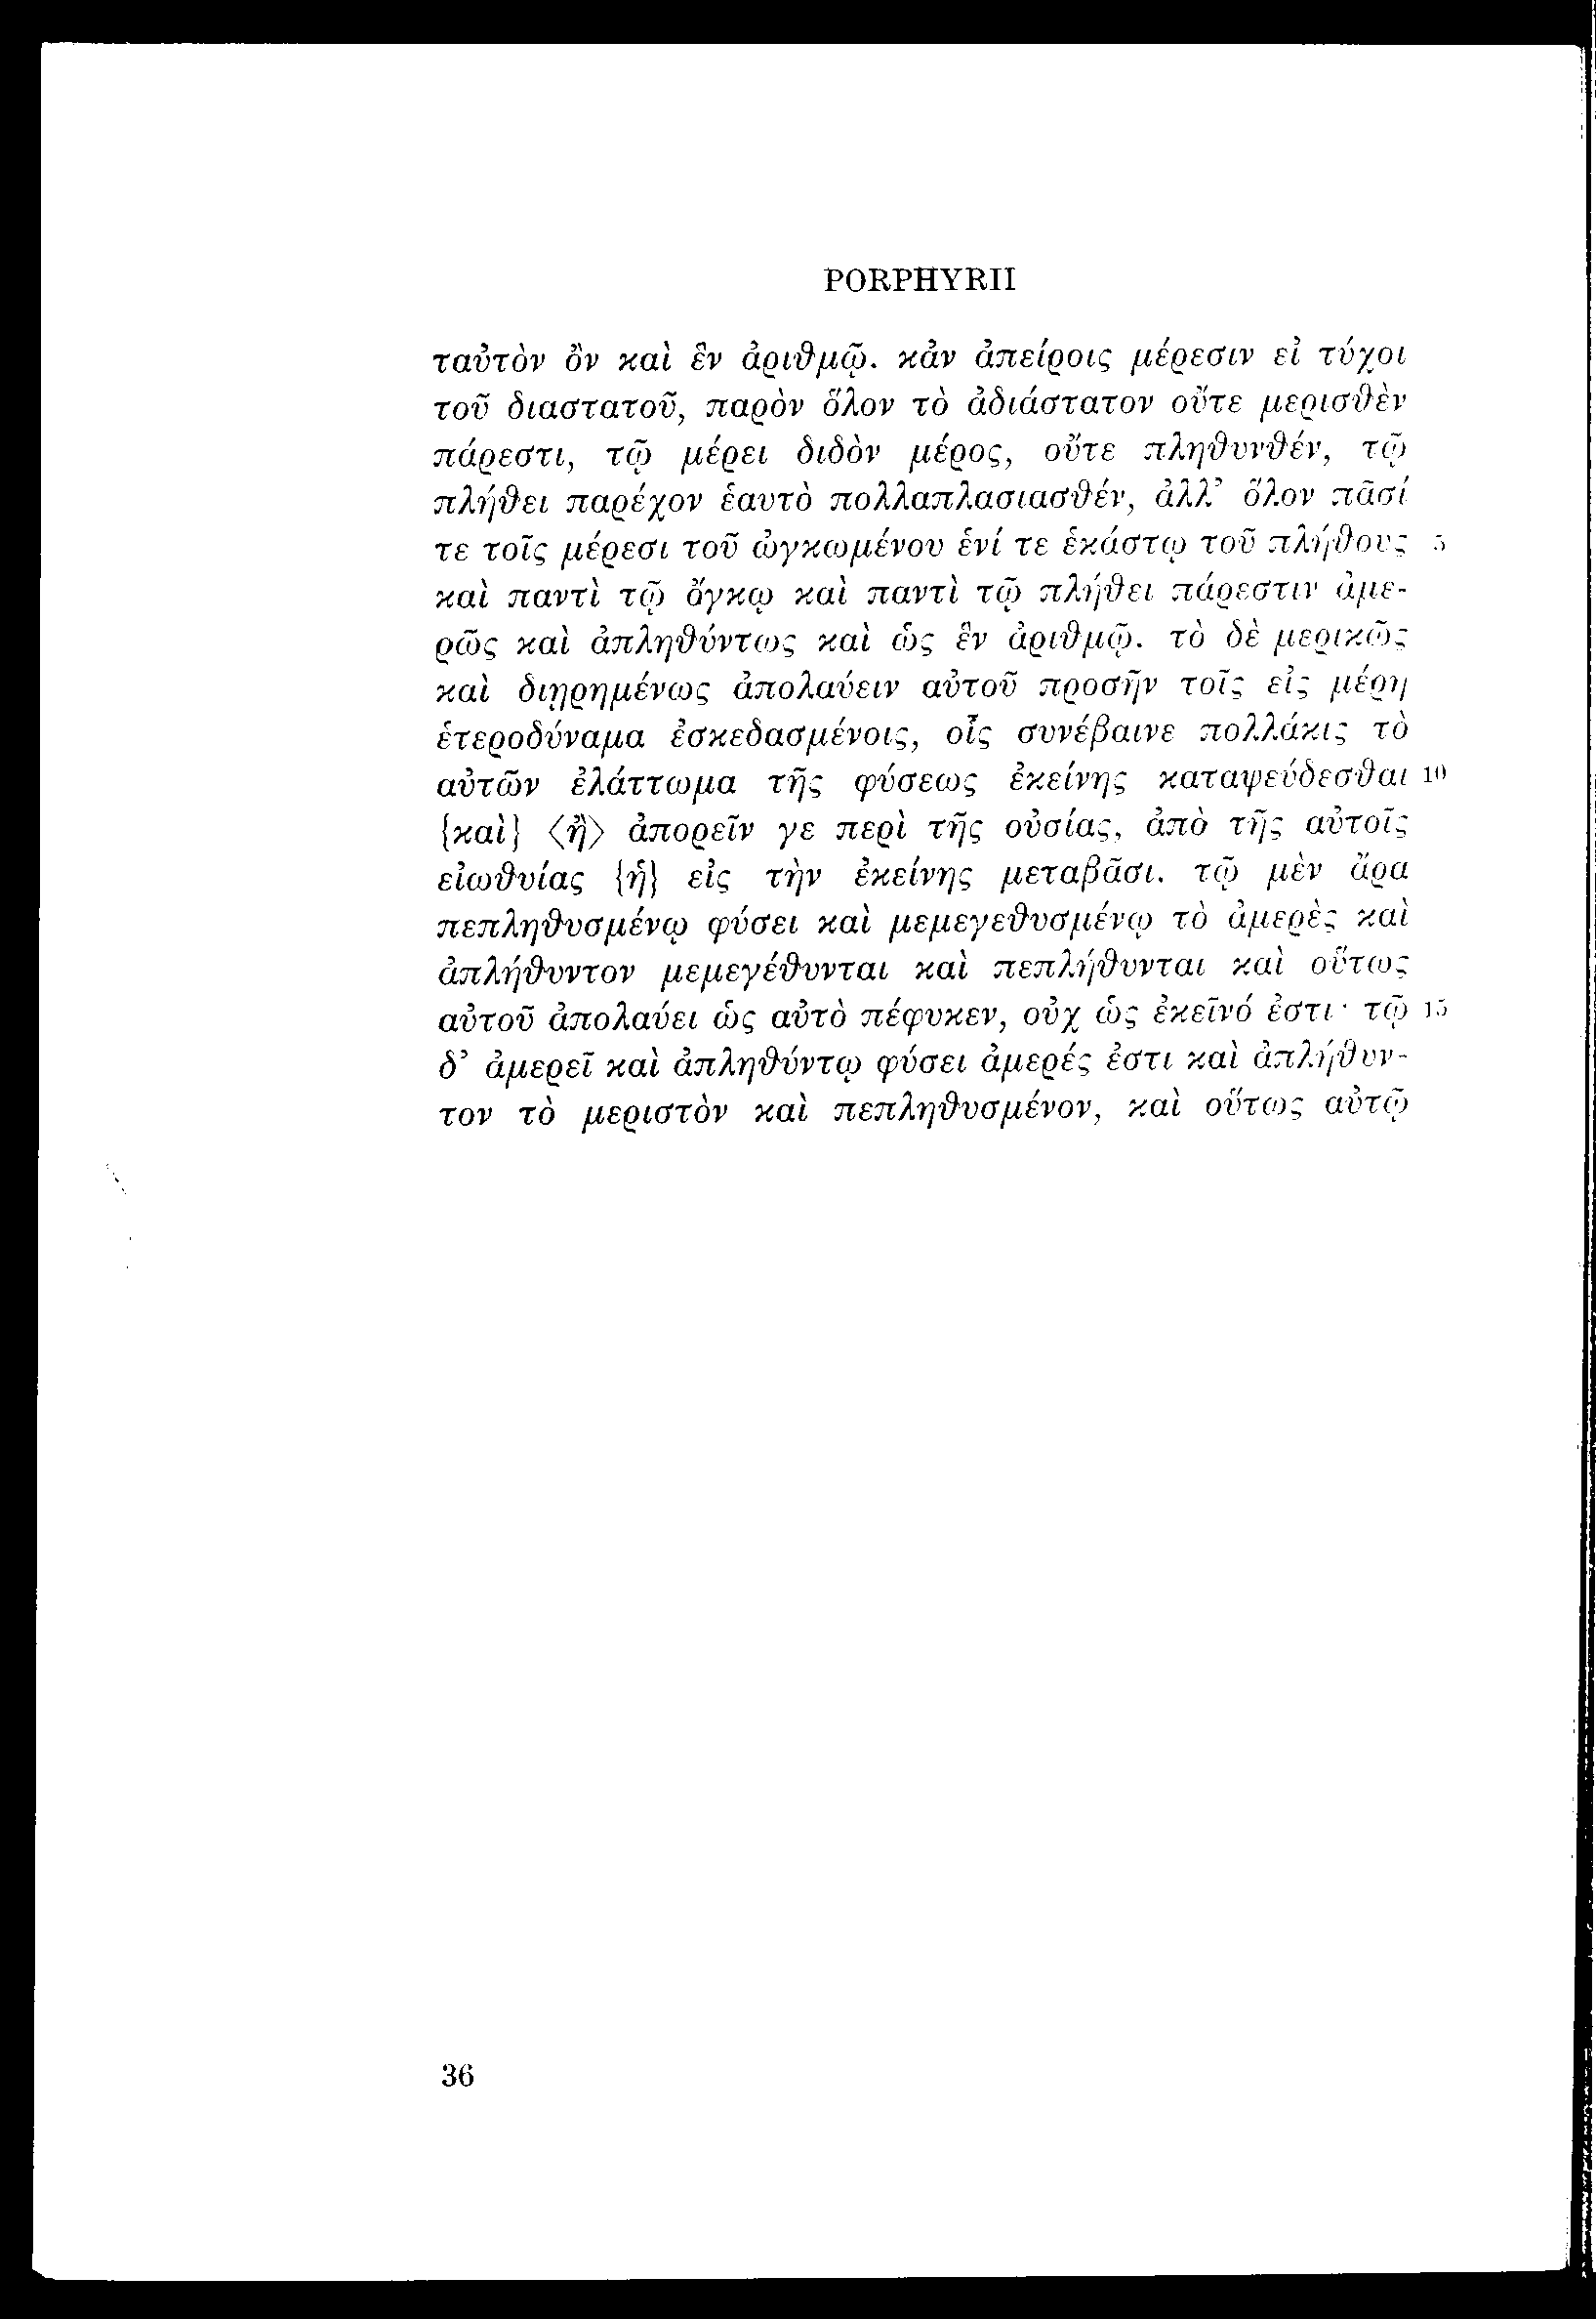 PORPHYRII
ταὐτὸν ὂν καὶ ἓν ἀριθμῷ. κἂν ἀπείροις μέρεσιν εἰ τύχοι
τοῦ διαστατοῦ, παρὸν ὅλον τὸ ἀδιάστατον οὔτε μερισθὲν
πάρεστι, τῷ μέρει διδὸν μέρος, οὔτε πληθυνθέν, τῷ
πλήθει παρέχον ἑαυτὸ πολλαπλασιασθέν, ἀλλ’ ὅλον πᾶσί
τε τοῖς μέρεσι τοῦ ὠγκωμένου ἑνί τε ἑκάστῳ τοῦ πλήθους 5
καὶ παντὶ τῷ ὄγκῳ καὶ παντὶ τῷ πλήθει πάρεστιν ἀμε-
ρῶς καὶ ἀπληθύντως καὶ ὡς ἓν ἀριθμῷ. τὸ δὲ μερικῶς
καὶ διῃρημένως ἀπολαύειν αὐτοῦ προσῆν τοῖς εἰς μέρη
ἑτεροδύναμα ἐσκεδασμένοις, οἷς συνέβαινε πολλάκις τὸ
αὑτῶν ἐλάττωμα τῆς φύσεως ἐκείνης καταψεύδεσθαι 10
{καὶ} ⟨ἢ⟩ ἀπορεῖν γε περὶ τῆς οὐσίας, ἀπὸ τῆς αὐτοῖς
εἰωθυίας {ἡ} εἰς τὴν ἐκείνης μεταβᾶσι. τῷ μὲν ἄρα
πεπληθυσμένῳ φύσει καὶ μεμεγεθυσμένῳ τὸ ἀμερὲς καὶ
ἀπλήθυντον μεμεγέθυνται καὶ πεπλήθυνται καὶ οὕτως
αὐτοῦ ἀπολαύει ὡς αὐτὸ πέφυκεν, οὐχ ὡς ἐκεῖνό ἐστι· τῷ 15
δ’ ἀμερεῖ καὶ ἀπληθύντῳ φύσει ἀμερές ἐστι καὶ ἀπλήθυν-
τον τὸ μεριστὸν καὶ πεπληθυσμένον, καὶ οὕτως αὐτῷ
36